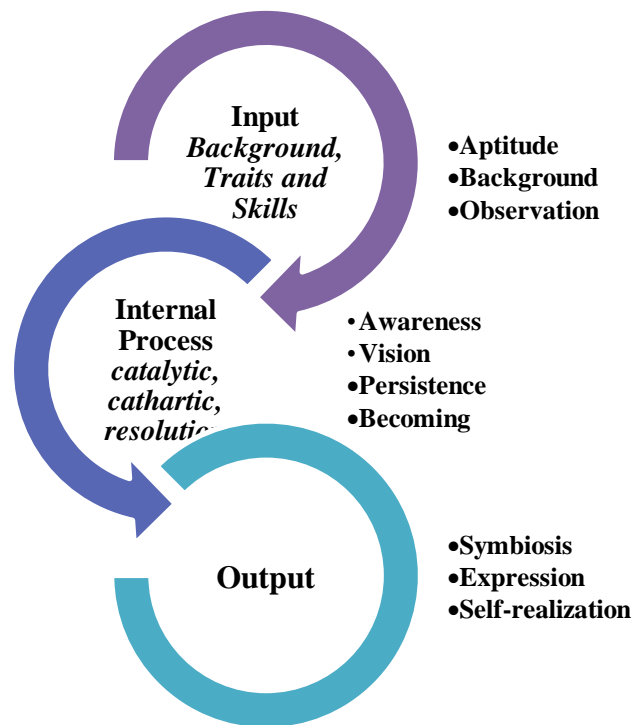 Input
Background,
Traits and
Skills
•Aptitude
•Background
•Observation
Internal
Process
catalytic,
cathartic,
•Awareness
•Vision
•Persistence
•Becoming
Output
•Symbiosis
•Expression
•Self-realization